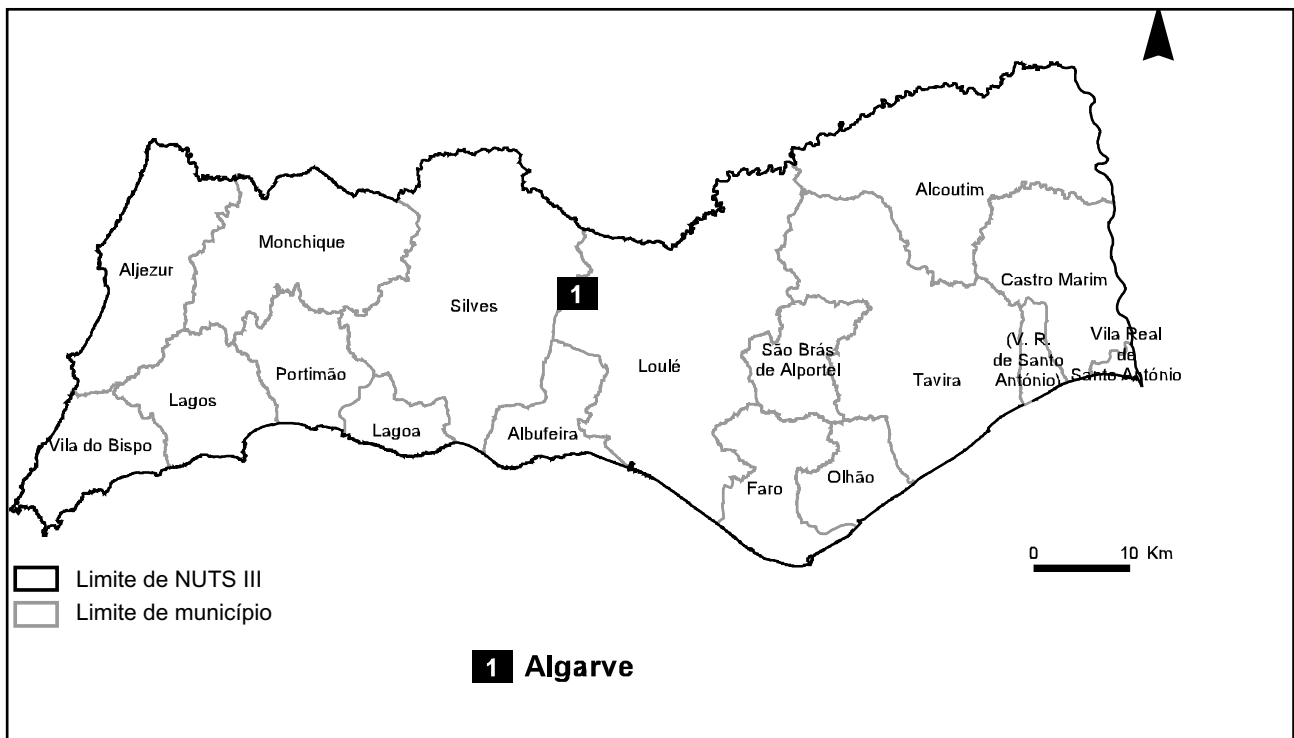 Alcoutim
Monchique
Aljezur
Castro Marim
1
Silves
(V. R.
de Santo
António)
Vila Real
de
Santo António
São Brás
de Alportel
Loulé
Portimão
Tavira
Lagos
Lagoa
Albufeira
Vila do Bispo
Olhão
Faro
0 10 Km
Limite de NUTS III
Limite de município
1 Algarve